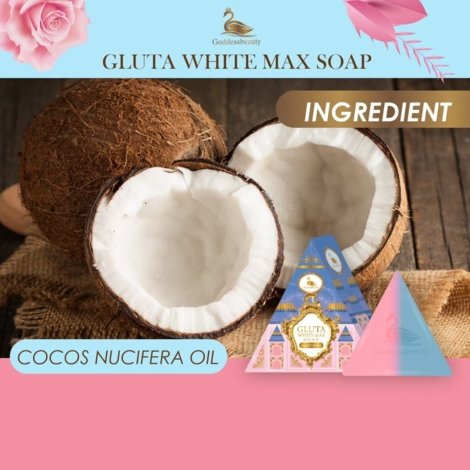 Goddessbeauty
GLUTA WHITE MAX SOAP
INGREDIENT
GLUTA
WHITE MAX
SOAP
Goddessbeauty
COCOS NUCIFERA OIL